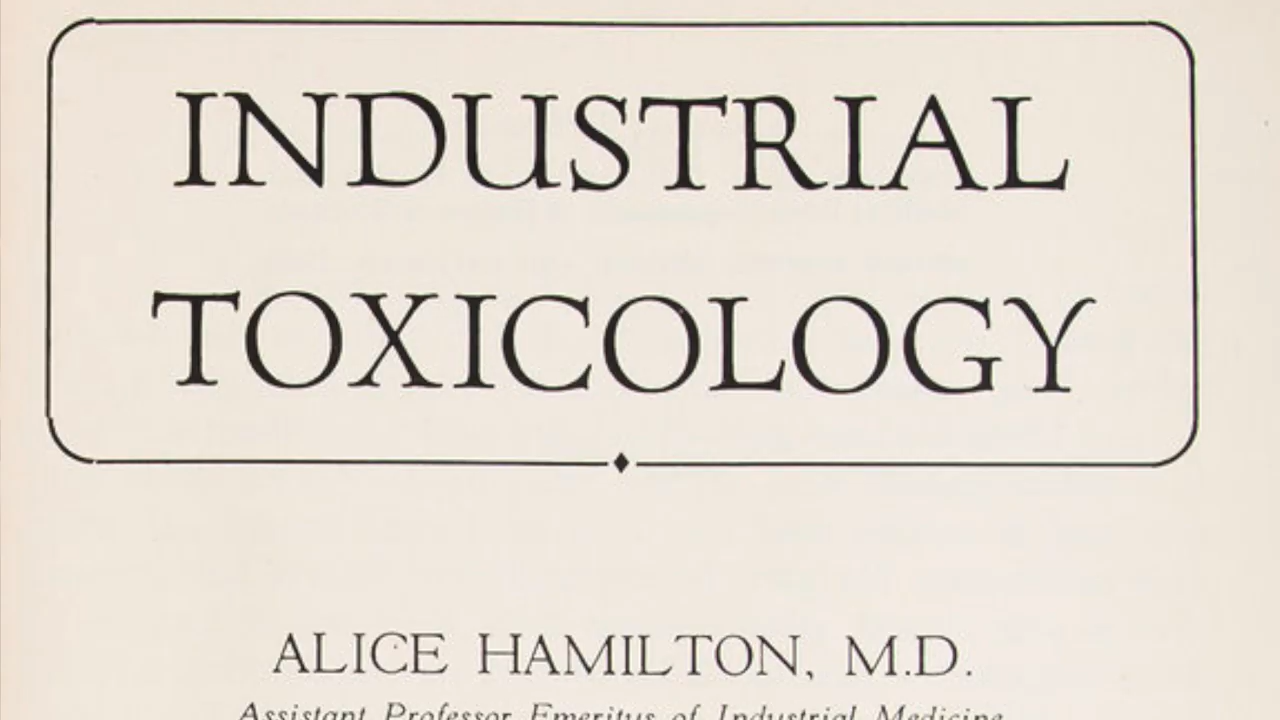 INDUSTRIAL
TOXICOLOGY
ALICE HAMILTON, M.D.
Assistant Professor Emeritus of Industrial Medicine